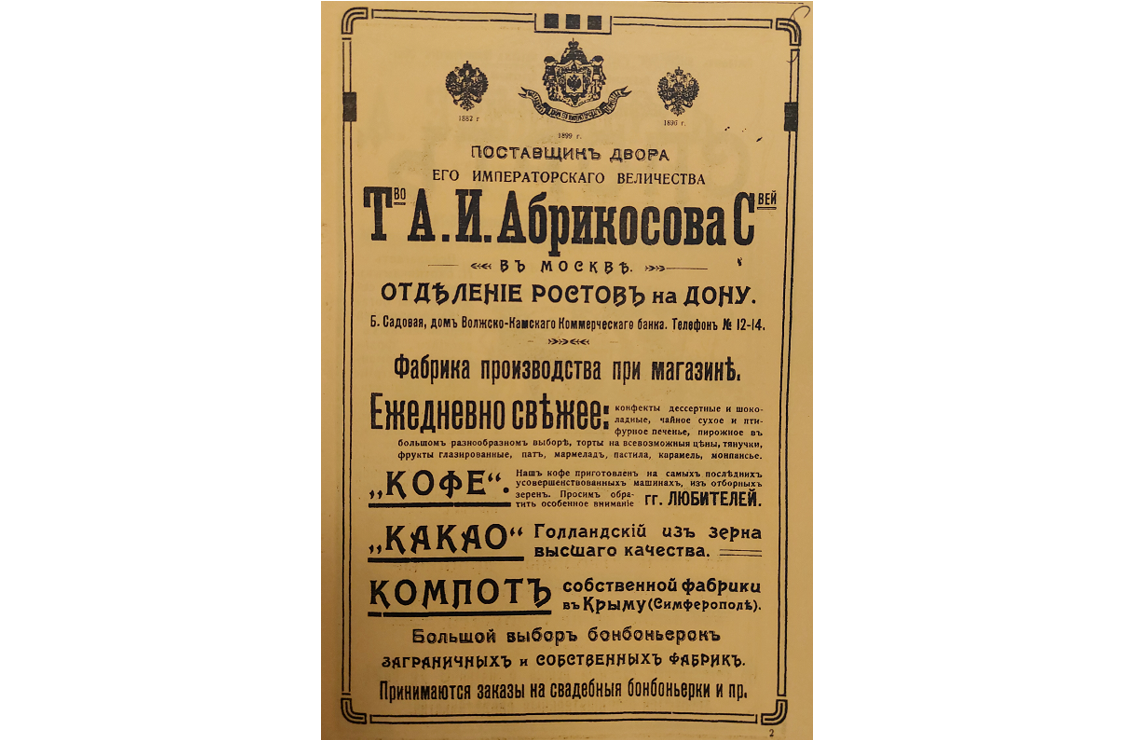 1882 г
1896 г.
1899 г.
ПОСТАВЩИКЪ ДВОРА
ЕГО ИМПЕРАТОРСКАГО ВЕЛИЧЕСТВА
Тво А.И.Абрикосова Свей
ВЪ МОСКВѢ.
ОТДѢЛЕНІЕ РОСТОВЪ на ДОНУ.
Б. Садовая, домъ Волжско-Камскаго Коммерческаго банка. Телефонъ № 12-14.
Фабрика производства при магазинѣ.
Ежедневно свѣжее:
конфекты дессертные и шоко-
ладные, чайное сухое и пти-
фурное печенье, пирожное въ
большомъ разнообразномъ выборѣ, торты на всевозможныя цѣны, тянучки,
фрукты глазированные, патъ, мармеладъ, пастила, карамель, монпансье.
„КОФЕ“.
Нашъ кофе приготовленъ на самыхъ послѣднихъ
усовершенствованныхъ машинахъ, изъ отборныхъ
зеренъ. Просимъ обра-
тить особенное вниманіе гг. ЛЮБИТЕЛЕЙ.
„КАКАО“
Голландскій изъ зерна
высшаго качества.
КОМПОТЪ
собственной фабрики
въ Крыму (Симферополѣ).
Большой выборъ бонбоньерокъ
ЗАГРАНИЧНЫХЪ и СОБСТВЕННЫХЪ ФАБРИКЪ.
Принимаются заказы на свадебныя бонбоньерки и пр.
2